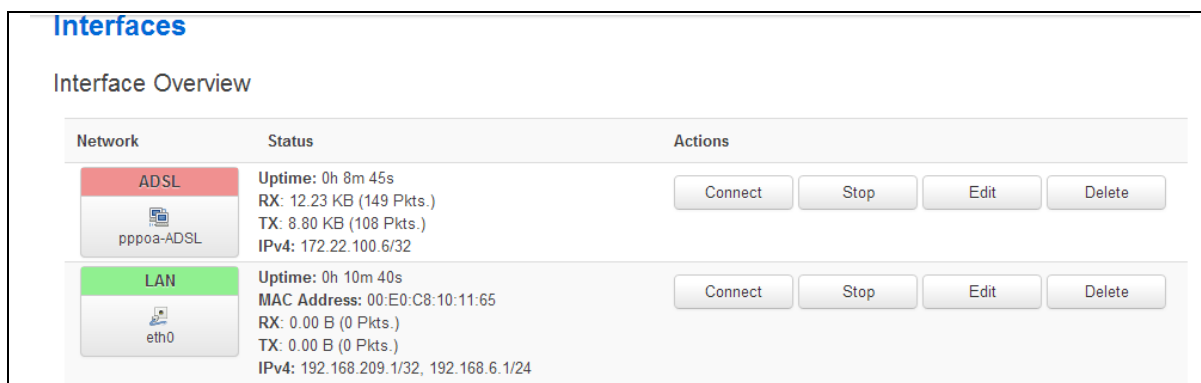 Interfaces
Interface Overview
Network Status Actions
ADSL
pppoa-ADSL
Uptime: 0h 8m 45s
RX: 12.23 KB (149 Pkts.)
TX: 8.80 KB (108 Pkts.)
IPv4: 172.22.100.6/32
Connect Stop Edit Delete
LAN
eth0
Uptime: 0h 10m 40s
MAC Address: 00:E0:C8:10:11:65
RX: 0.00 B (0 Pkts.)
TX: 0.00 B (0 Pkts.)
IPv4: 192.168.209.1/32, 192.168.6.1/24
Connect Stop Edit Delete